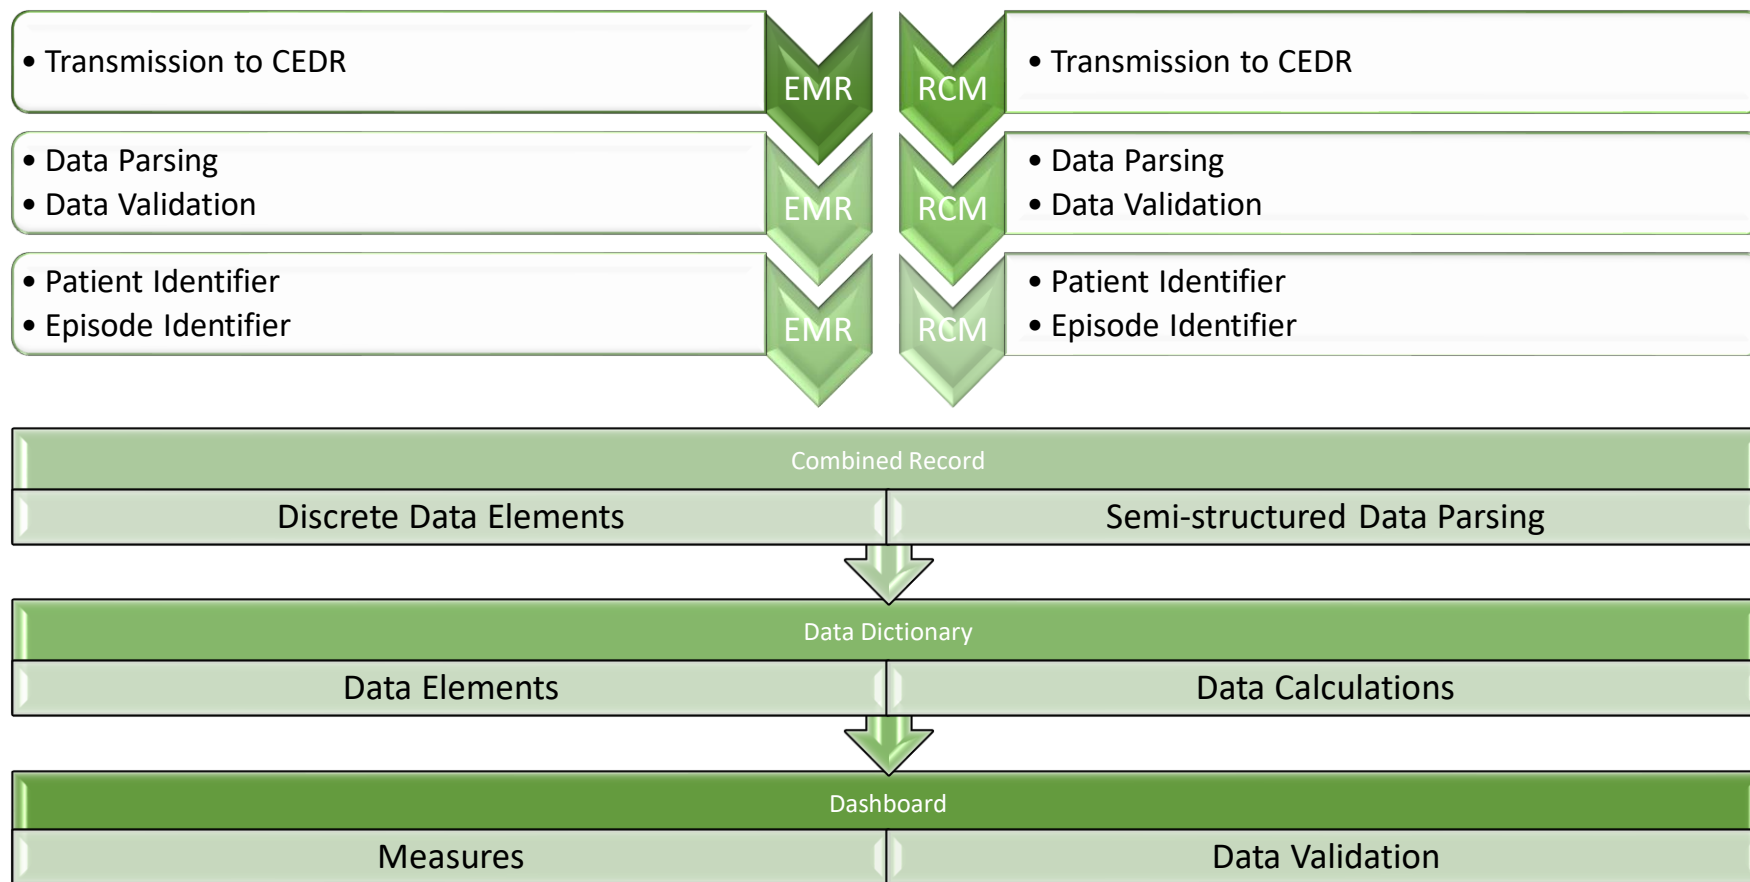 • Transmission to CEDR
EMR
RCM
• Transmission to CEDR
• Data Parsing
• Data Validation
EMR
RCM
• Data Parsing
• Data Validation
• Patient Identifier
• Episode Identifier
EMR
RCM
• Patient Identifier
• Episode Identifier
Combined Record
Discrete Data Elements
Semi-structured Data Parsing
Data Dictionary
Data Elements
Data Calculations
Dashboard
Measures
Data Validation